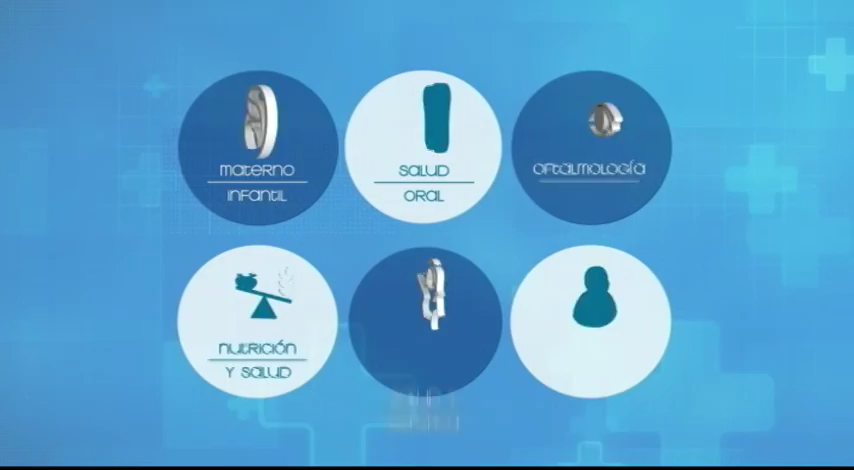 materno
infantil
salud
oral
oftalmología
nutrición
y salud